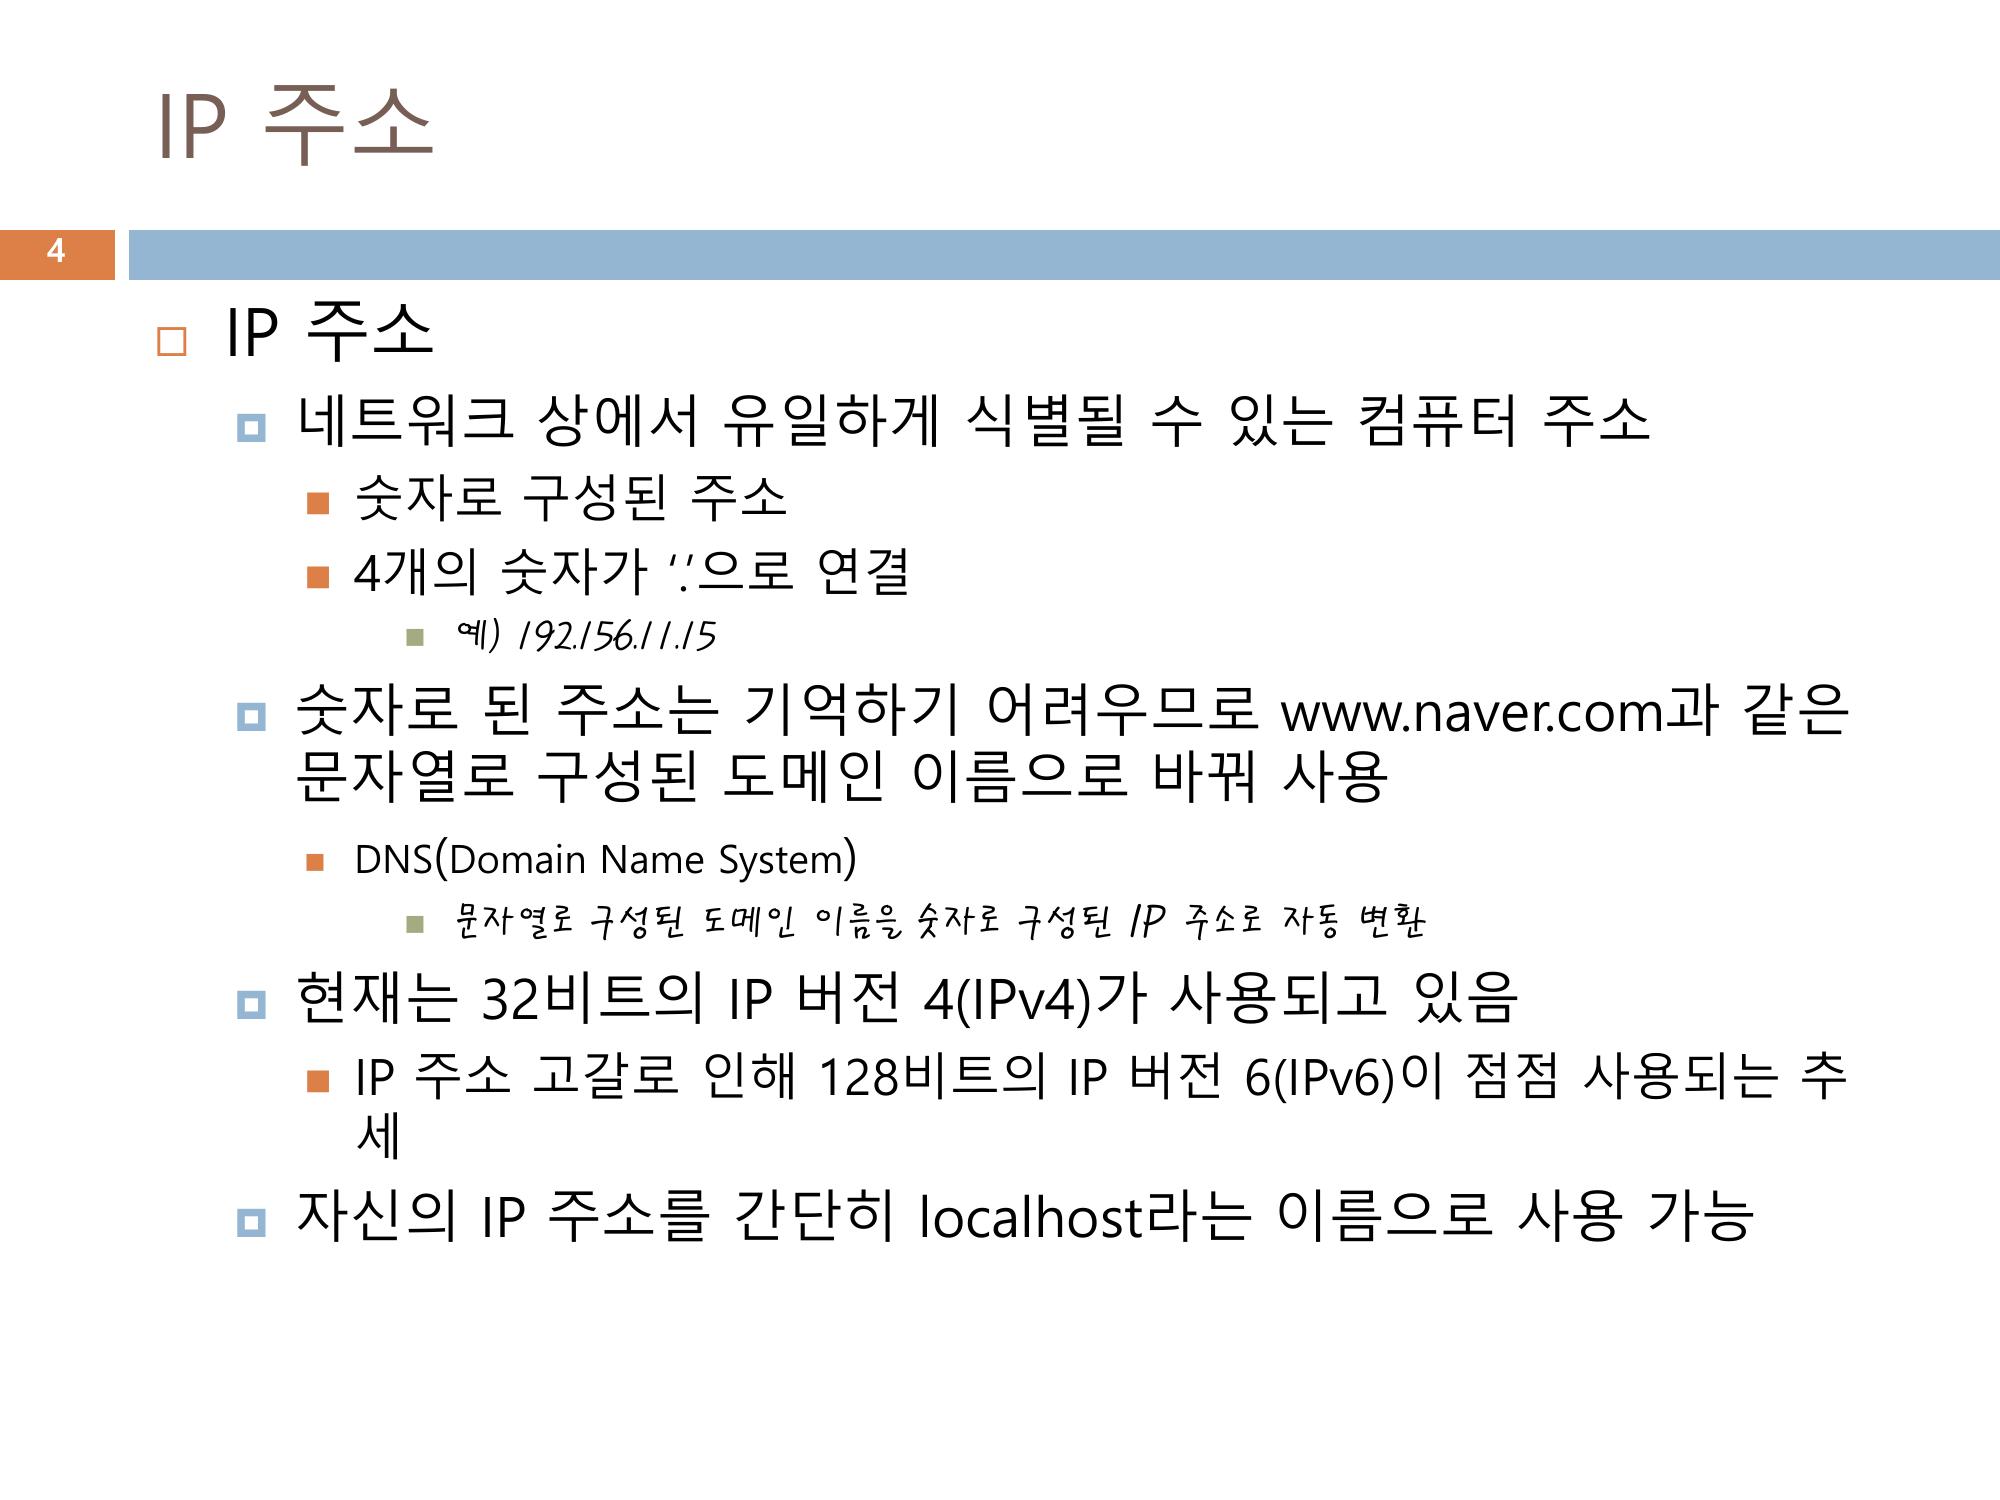 IP 주소
4
IP 주소
네트워크 상에서 유일하게 식별될 수 있는 컴퓨터 주소
숫자로 구성된 주소
4개의 숫자가 '.'으로 연결
예) 192.156.11.15
숫자로 된 주소는 기억하기 어려우므로 www.naver.com과 같은
문자열로 구성된 도메인 이름으로 바꿔 사용
DNS(Domain Name System)
문자열로 구성된 도메인 이름을 숫자로 구성된 IP 주소로 자동 변환
현재는 32비트의 IP 버전 4(IPv4)가 사용되고 있음
IP 주소 고갈로 인해 128비트의 IP 버전 6(IPv6)이 점점 사용되는 추
세
자신의 IP 주소를 간단히 localhost라는 이름으로 사용 가능